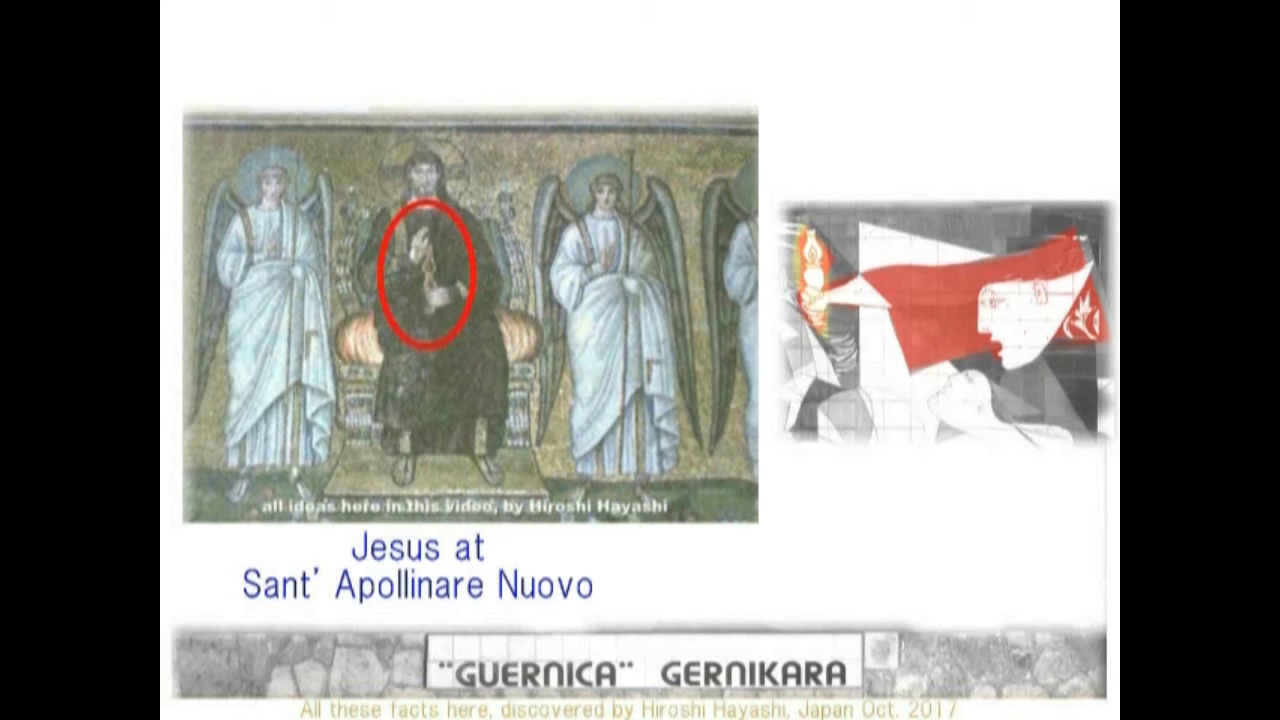 all ideas here in this video, by Hiroshi Hayashi
Jesus at
Sant' Apollinare Nuovo
"GUERNICA" GERNIKARA
All these facts here, discovered by Hiroshi Hayashi, Japan Oct. 2017